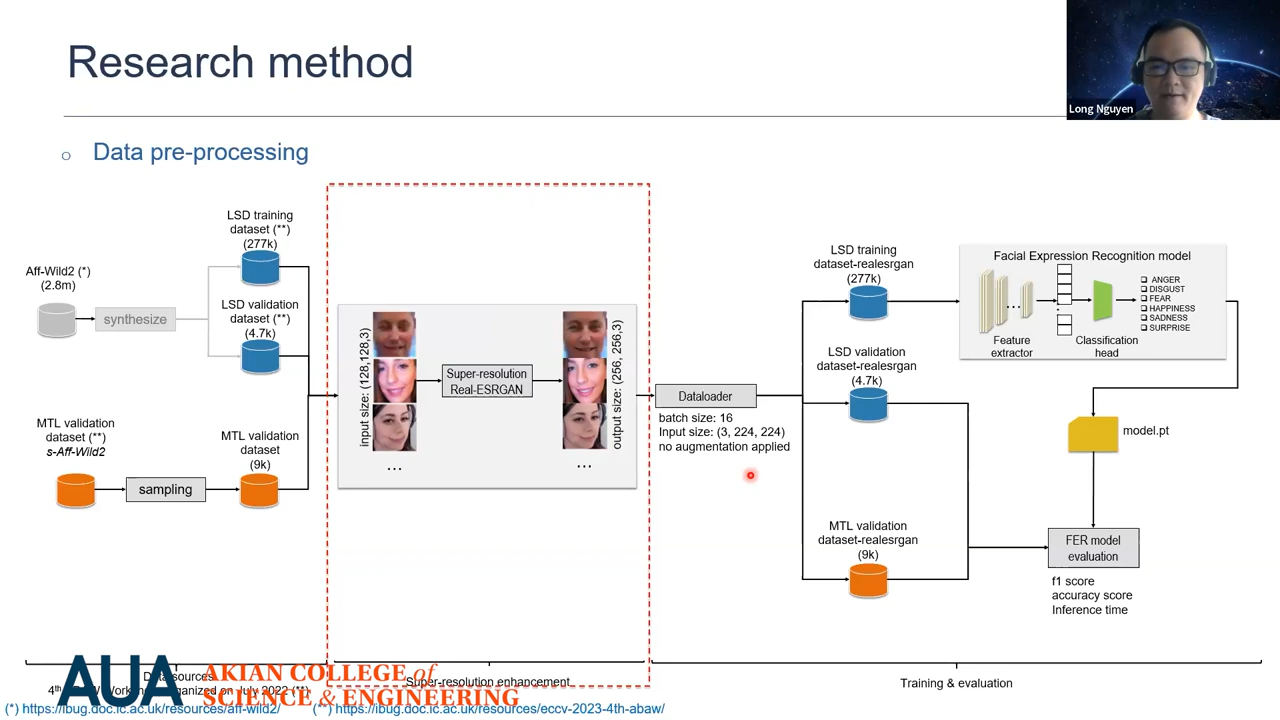 Research method
Long Nguyen
o Data pre-processing
LSD training
dataset (**)
(277k)
Aff-Wild2 (*)
(2.8m)
synthesize
LSD validation
dataset (**)
(4.7k)
MTL validation
dataset (**)
s-Aff-Wild2
sampling
MTL validation
dataset
(9k)
input size: (128,128,3)
Super-resolution
Real-ESRGAN
output size: (256, 256,3)
...
...
Dataloader
batch size: 16
Input size: (3, 224, 224)
no augmentation applied
LSD training
dataset-realesrgan
(277k)
LSD validation
dataset-realesrgan
(4.7k)
MTL validation
dataset-realesrgan
(9k)
Facial Expression Recognition model
Feature
extractor
Classification
head
❑ ANGER
❑ DISGUST
❑ FEAR
❑ HAPPINESS
❑ SADNESS
❑ SURPRISE
model.pt
FER model
evaluation
f1 score
accuracy score
Inference time
sources
4th organized on July 2022 (**)
Super-resolution enhancement
Training & evaluation
AUA
AKIAN COLLEGE of
SCIENCE & ENGINEERING
(*) https://ibug.doc.ic.ac.uk/resources/aff-wild2/ (**) https://ibug.doc.ic.ac.uk/resources/eccv-2023-4th-abaw/